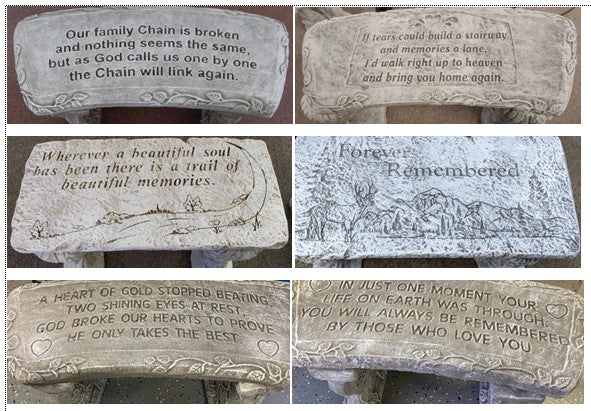 Our family Chain is broken
and nothing seems the same,
but as God calls us one by one
the Chain will link again.
If tears could build a stairway
and memories a lane,
I'd walk right up to heaven
and bring you home again.
Wherever a beautiful soul
has been there is a trail of
beautiful memories.
Forever
Remembered
A HEART OF GOLD STOPPED BEATING,
TWO SHINING EYES AT REST,
GOD BROKE OUR HEARTS TO PROVE
HE ONLY TAKES THE BEST
IN JUST ONE MOMENT YOUR
LIFE ON EARTH WAS THROUGH,
YOU WILL ALWAYS BE REMEMBERED
BY THOSE WHO LOVE YOU